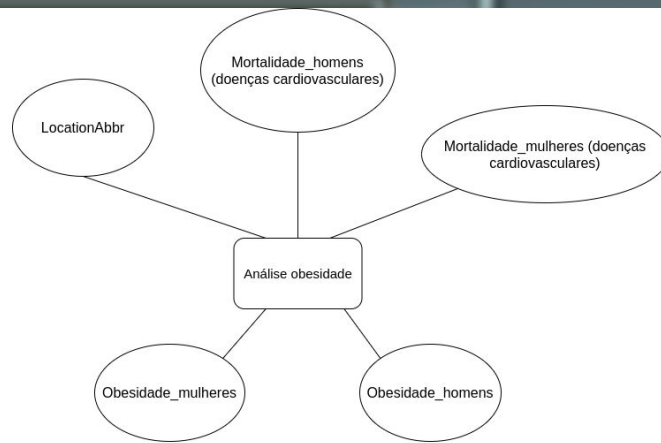 Mortalidade_homens
(doenças cardiovasculares)
LocationAbbr
Mortalidade_mulheres (doenças
cardiovasculares)
Análise obesidade
Obesidade_mulheres
Obesidade_homens